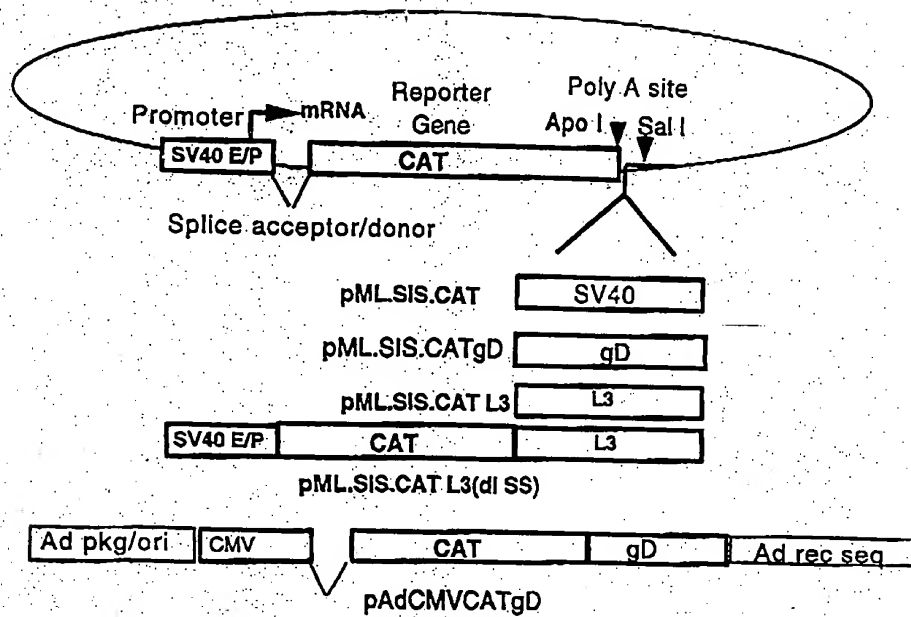 Promoter
mRNA
Reporter
Gene
Poly A site
Apo I
Sal I
SV40 E/P
CAT
Splice acceptor/donor
pML.SIS.CAT
SV40
pML.SIS.CATgD
gD
pML.SIS.CAT L3
L3
SV40 E/P
CAT
L3
pML.SIS.CAT L3(dl SS)
Ad pkg/ori
CMV
CAT
gD
Ad rec seq
pAdCMVCATgD